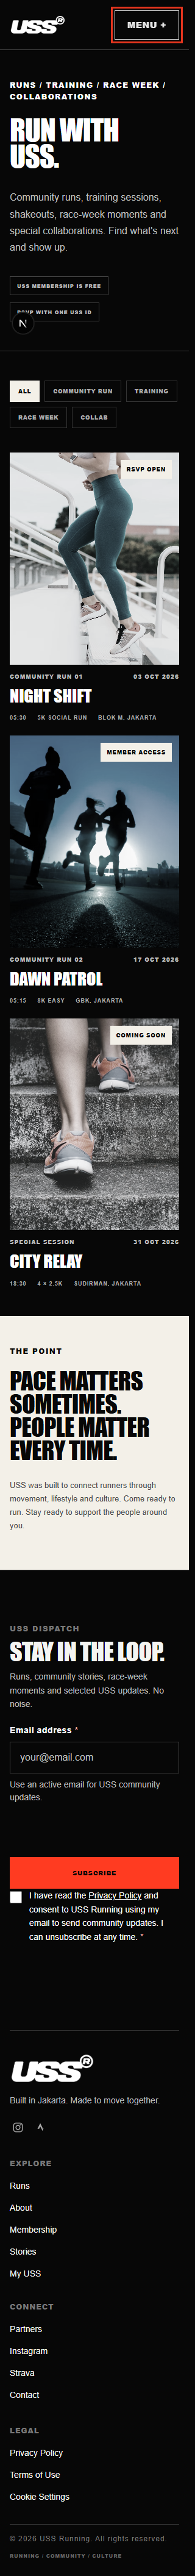 USS®
MENU +
RUNS / TRAINING / RACE WEEK /
COLLABORATIONS
RUN WITH
USS.
Community runs, training sessions,
shakeouts, race-week moments and
special collaborations. Find what's next
and show up.
USS MEMBERSHIP IS FREE
RSVP WITH ONE USS ID
N
ALL
COMMUNITY RUN
TRAINING
RACE WEEK
COLLAB
RSVP OPEN
COMMUNITY RUN 01 03 OCT 2026
NIGHT SHIFT
05:30 5K SOCIAL RUN BLOK M, JAKARTA
MEMBER ACCESS
COMMUNITY RUN 02 17 OCT 2026
DAWN PATROL
05:15 8K EASY GBK, JAKARTA
COMING SOON
SPECIAL SESSION 31 OCT 2026
CITY RELAY
18:30 4 × 2.5K SUDIRMAN, JAKARTA
THE POINT
PACE MATTERS
SOMETIMES.
PEOPLE MATTER
EVERY TIME.
USS was built to connect runners through
movement, lifestyle and culture. Come ready to
run. Stay ready to support the people around
you.
USS DISPATCH
STAY IN THE LOOP.
Runs, community stories, race-week
moments and selected USS updates. No
noise.
Email address *
your@email.com
Use an active email for USS community
updates.
SUBSCRIBE
I have read the Privacy Policy and
consent to USS Running using my
email to send community updates. I
can unsubscribe at any time. *
USS®
Built in Jakarta. Made to move together.
EXPLORE
Runs
About
Membership
Stories
My USS
CONNECT
Partners
Instagram
Strava
Contact
LEGAL
Privacy Policy
Terms of Use
Cookie Settings
© 2026 USS Running. All rights reserved.
RUNNING / COMMUNITY / CULTURE